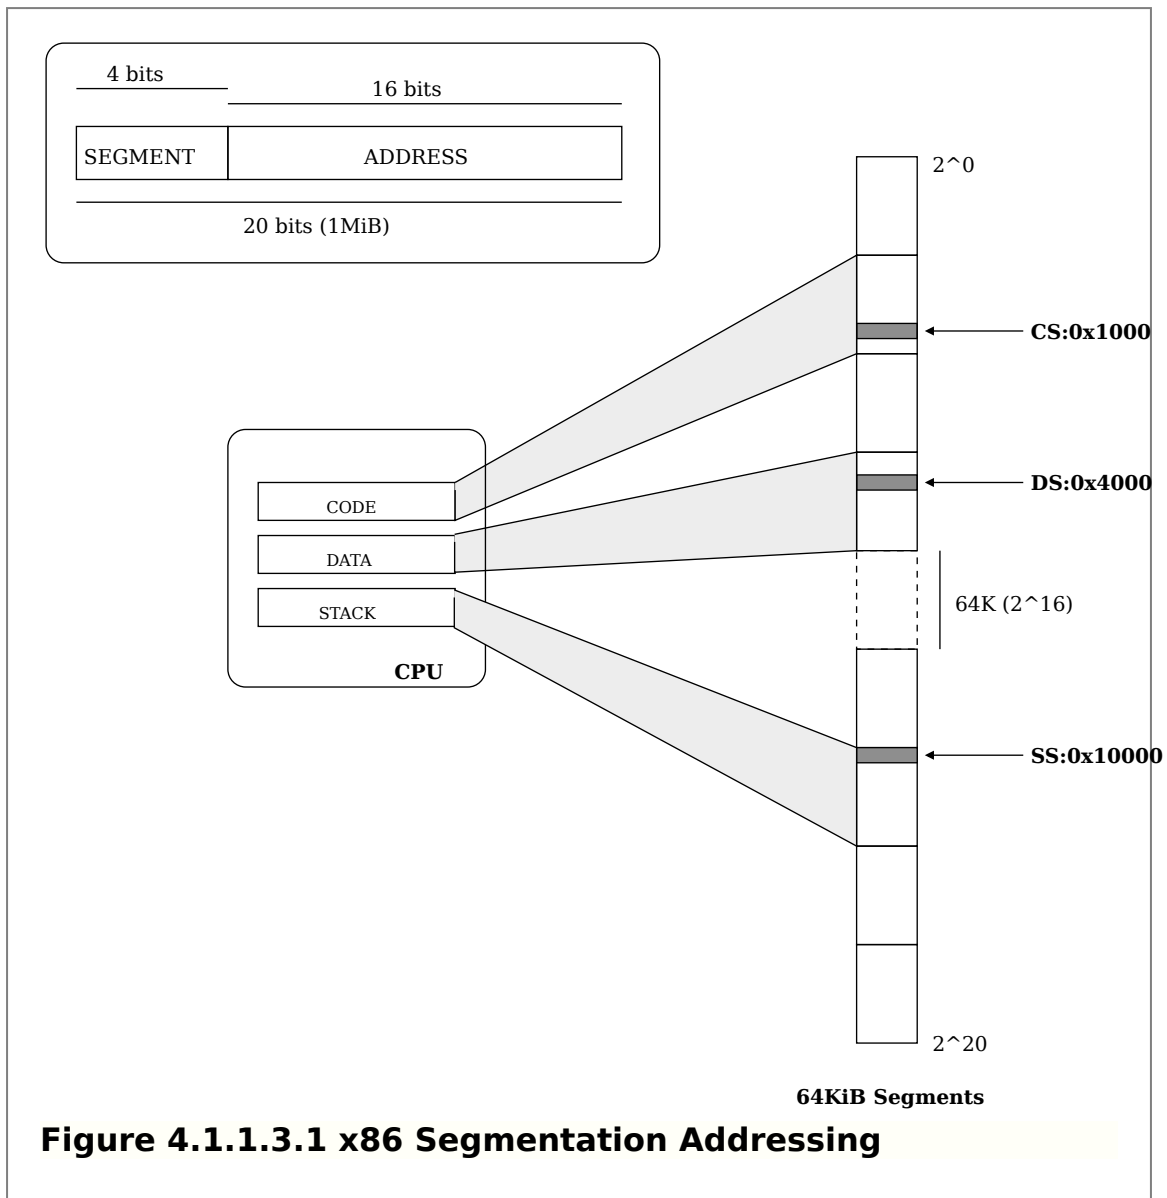 4 bits
16 bits
SEGMENT ADDRESS
20 bits (1MiB)
2^0
CS:0x1000
DS:0x4000
CODE
DATA
STACK
CPU
64K (2^16)
SS:0x10000
2^20
64KiB Segments
Figure 4.1.1.3.1 x86 Segmentation Addressing